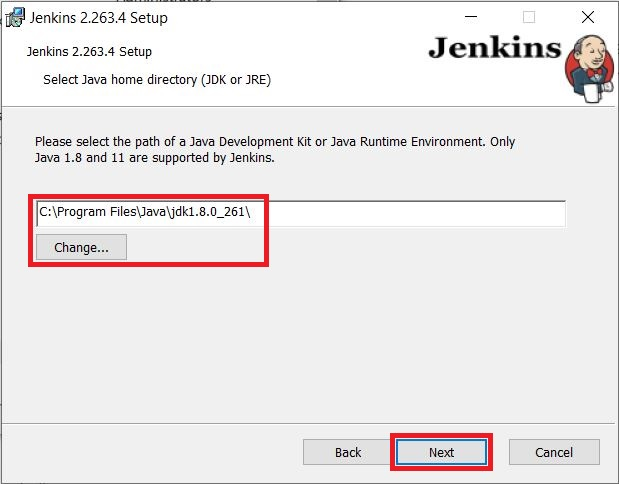 Jenkins 2.263.4 Setup
Jenkins 2.263.4 Setup
Jenkins
Select Java home directory (JDK or JRE)
Please select the path of a Java Development Kit or Java Runtime Environment. Only
Java 1.8 and 11 are supported by Jenkins.
C:\Program Files\Java\jdk1.8.0_261\
Change...
Back
Next
Cancel